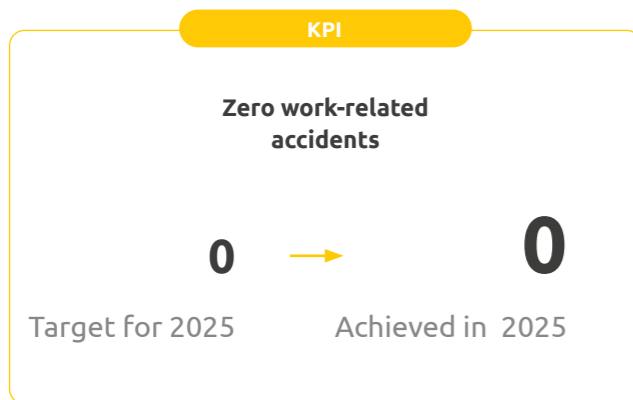 KPI
Zero work-related
accidents
0
0
Target for 2025
Achieved in 2025